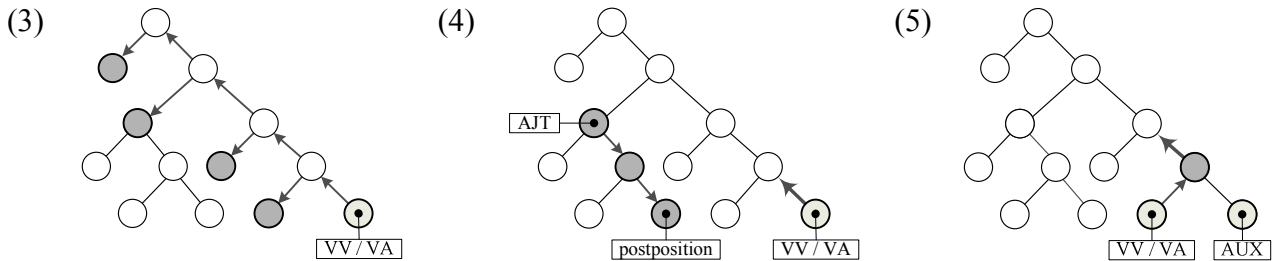 (3)
(4)
(5)
AJT
VV / VA
postposition
VV / VA
VV / VA
AUX